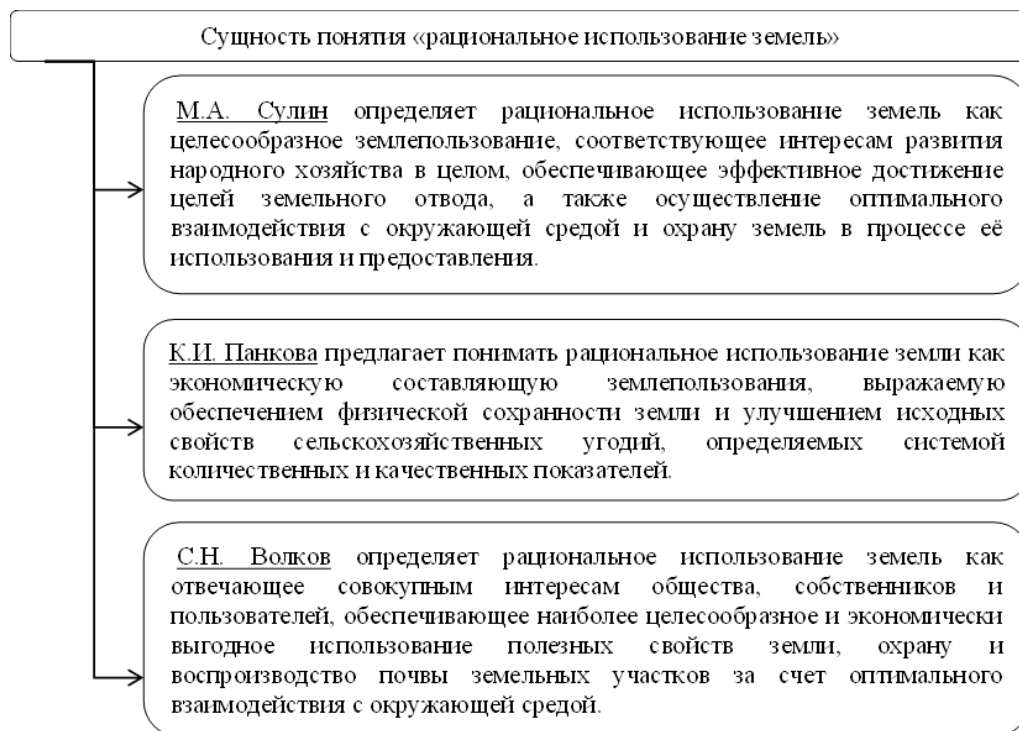 Сущность понятия «рациональное использование земель»
М.А. Сулин определяет рациональное использование земель как
целесообразное землепользование, соответствующее интересам развития
народного хозяйства в целом, обеспечивающее эффективное достижение
целей земельного отвода, а также осуществление оптимального
взаимодействия с окружающей средой и охрану земель в процессе её
использования и предоставления.
К.И. Панкова предлагает понимать рациональное использование земли как
экономическую составляющую землепользования, выражаемую
обеспечением физической сохранности земли и улучшением исходных
свойств сельскохозяйственных угодий, определяемых системой
количественных и качественных показателей.
С.Н. Волков определяет рациональное использование земель как
отвечающее совокупным интересам общества, собственников и
пользователей, обеспечивающее наиболее целесообразное и экономически
выгодное использование полезных свойств земли, охрану и
воспроизводство почвы земельных участков за счет оптимального
взаимодействия с окружающей средой.